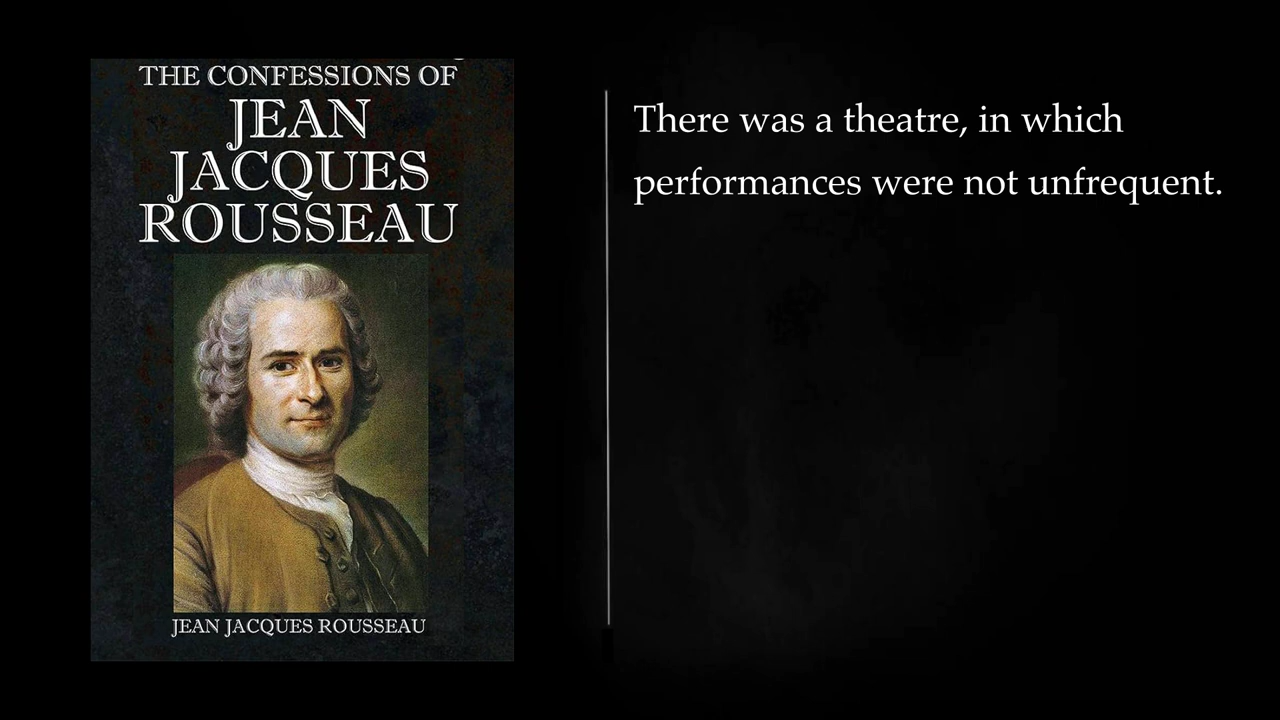 THE CONFESSIONS OF
JEAN
JACQUES
ROUSSEAU
JEAN JACQUES ROUSSEAU
There was a theatre, in which
performances were not unfrequent.